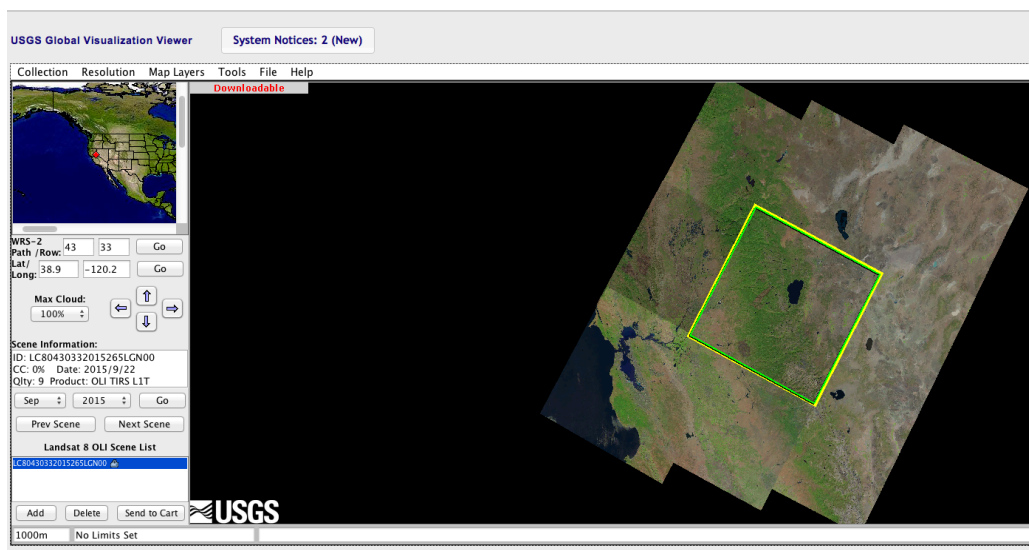 USGS Global Visualization Viewer
System Notices: 2 (New)
Collection Resolution Map Layers Tools File Help
Downloadable
WRS-2
Path /Row: 43 33 Go
Lat/
Long: 38.9 -120.2 Go
Max Cloud:
100%
Scene Information:
ID: LC80430332015265LGN00
CC: 0% Date: 2015/9/22
Qlty: 9 Product: OLI TIRS L1T
Sep 2015 Go
Prev Scene Next Scene
Landsat 8 OLI Scene List
LC80430332015265LGN00
Add Delete Send to Cart
USGS
1000m No Limits Set